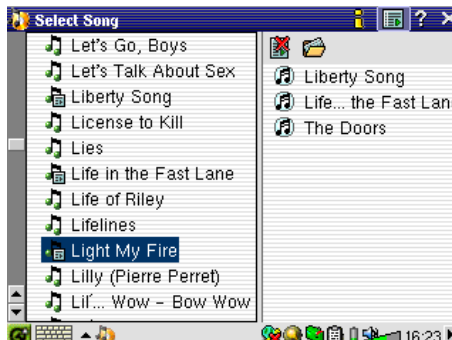 Select Song
?
Let's Go, Boys
Let's Talk About Sex
Liberty Song
License to Kill
Lies
Life in the Fast Lane
Life of Riley
Lifelines
Light My Fire
Lilly (Pierre Perret)
Lil'... Wow - Bow Wow
Liberty Song
Life... the Fast Lan
The Doors
16:23